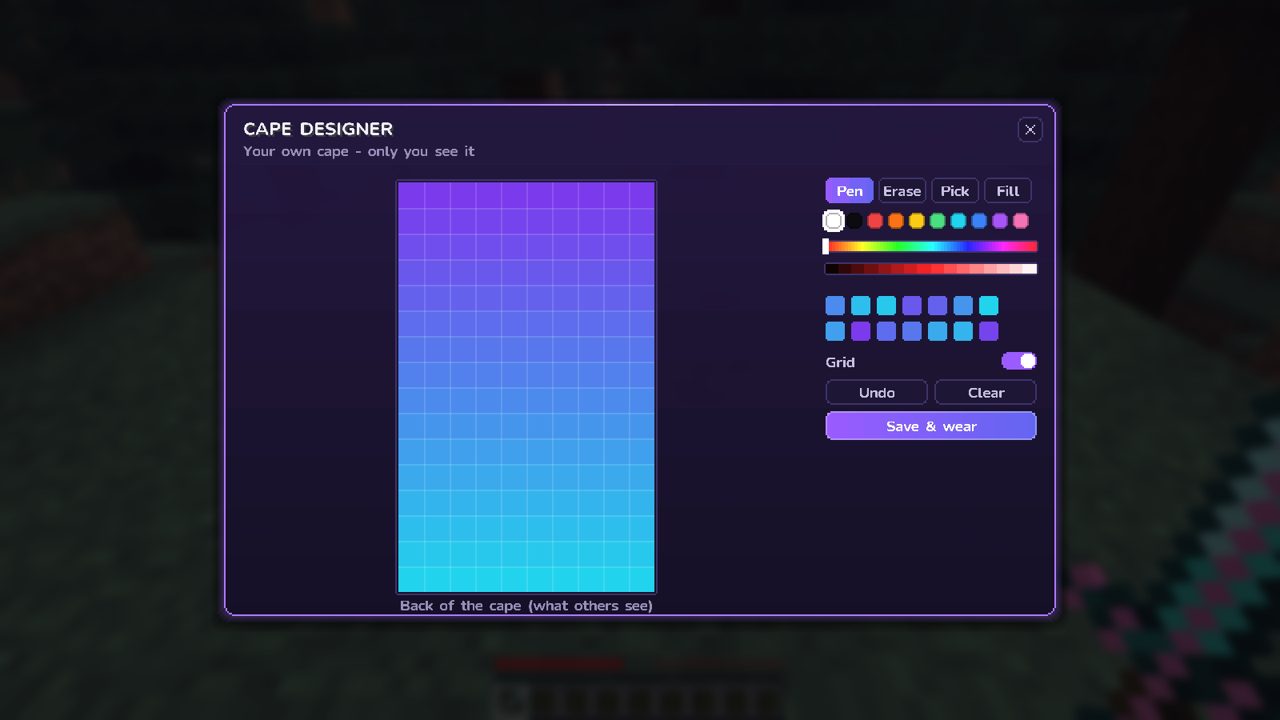 CAPE DESIGNER
Your own cape - only you see it
Pen Erase Pick Fill
Grid
Undo Clear
Save & wear
Back of the cape (what others see)